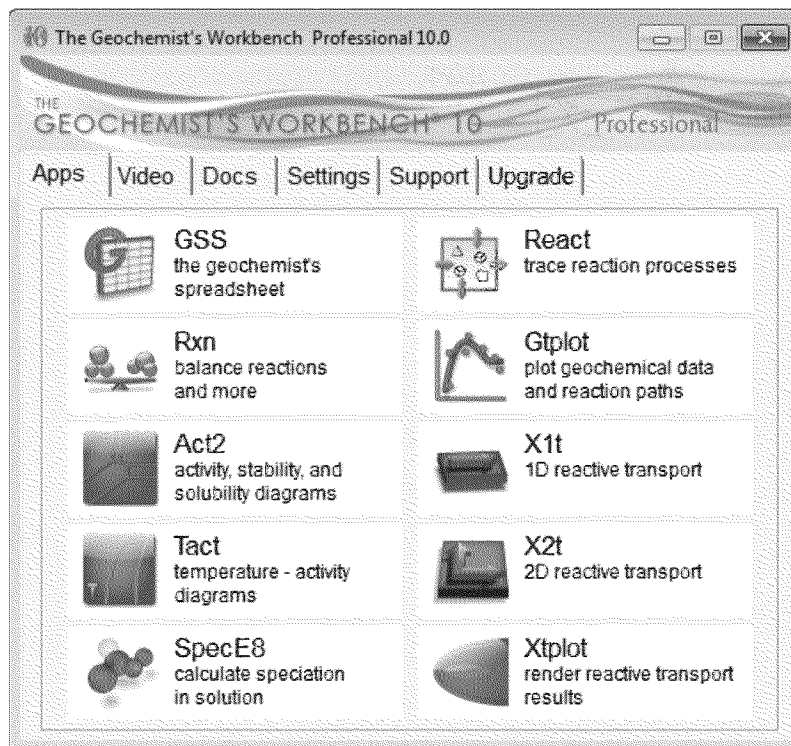 The Geochemist's Workbench Professional 10.0
THE
GEOCHEMIST'S WORKBENCH® 10 Professional
Apps Video Docs Settings Support Upgrade
GSS
the geochemist's
spreadsheet
React
trace reaction processes
Rxn
balance reactions
and more
Gtplot
plot geochemical data
and reaction paths
Act2
activity, stability, and
solubility diagrams
X1t
1D reactive transport
Tact
temperature - activity
diagrams
X2t
2D reactive transport
SpecE8
calculate speciation
in solution
Xtplot
render reactive transport
results